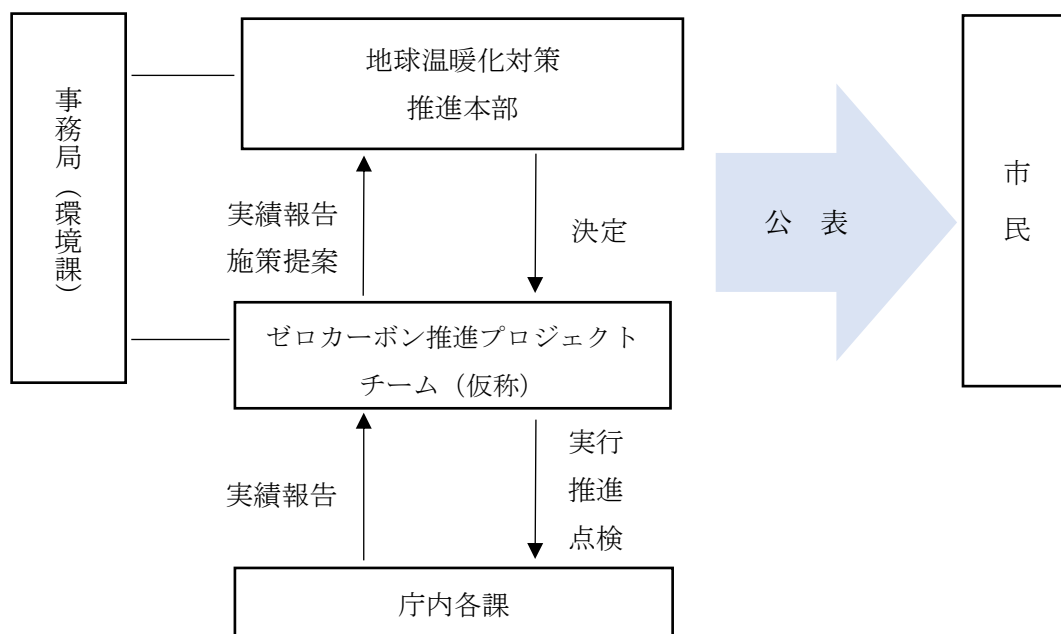 地球温暖化対策
推進本部
事務局（環境課）
実績報告
施策提案
決定
公　表
市
民
ゼロカーボン推進プロジェクト
チーム（仮称）
実績報告
実行
推進
点検
庁内各課